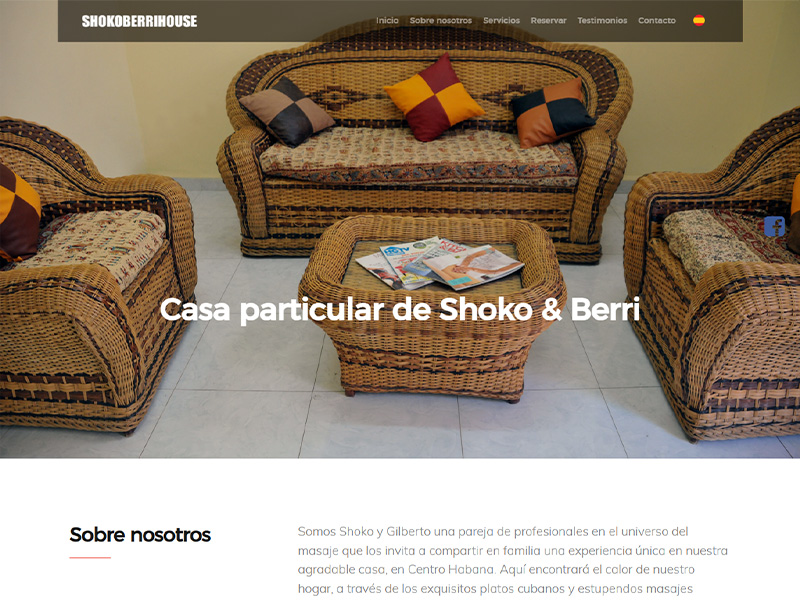 SHOKOBERRIHOUSE
Inicio Sobre nosotros Servicios Reservar Testimonios Contacto
Casa particular de Shoko & Berri
Sobre nosotros
Somos Shoko y Gilberto una pareja de profesionales en el universo del
masaje que los invita a compartir en familia una experiencia única en nuestra
agradable casa, en Centro Habana. Aquí encontrará el calor de nuestro
hogar, a través de los exquisitos platos cubanos y estupendos masajes